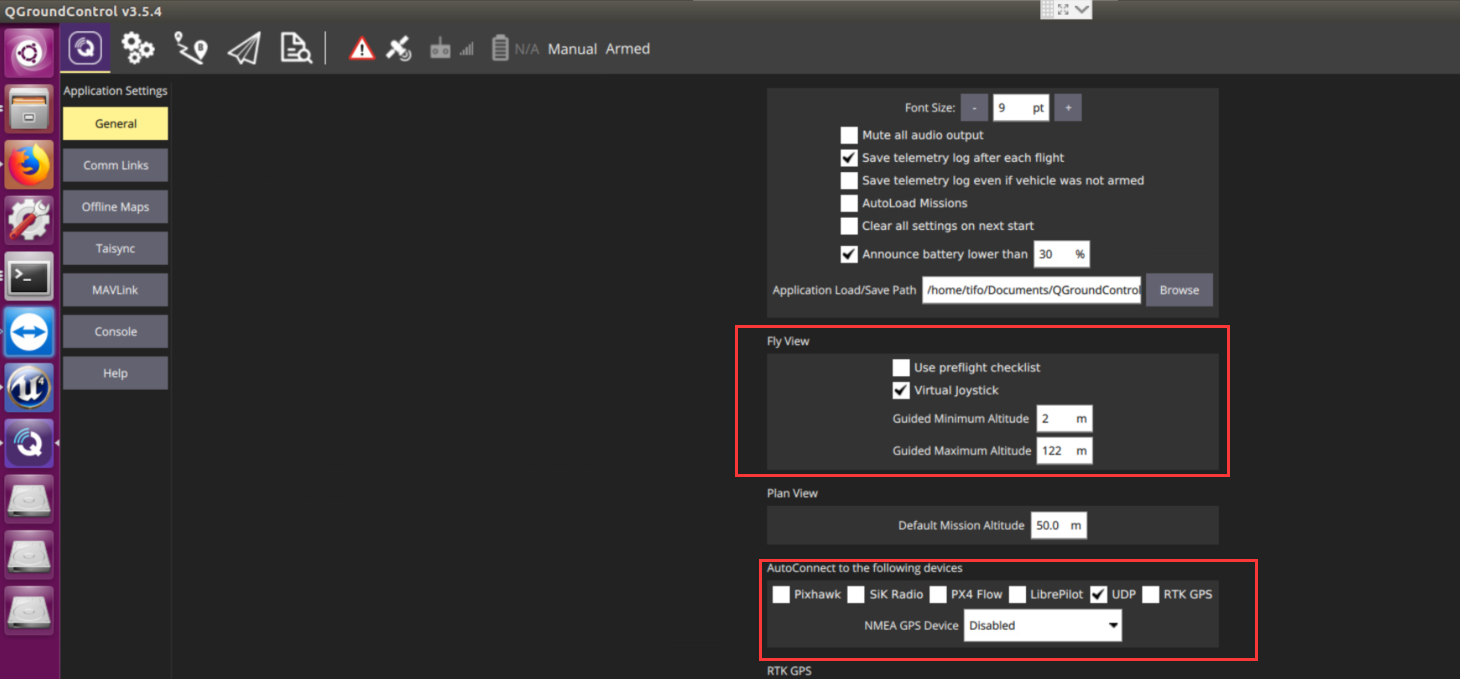 QGroundControl v3.5.4
N/A Manual Armed
Application Settings
General
Comm Links
Offline Maps
Taisync
MAVLink
Console
Help
Font Size: - 9 pt +
Mute all audio output
Save telemetry log after each flight
Save telemetry log even if vehicle was not armed
AutoLoad Missions
Clear all settings on next start
Announce battery lower than 30 %
Application Load/Save Path /home/tifo/Documents/QGroundControl Browse
Fly View
Use preflight checklist
Virtual Joystick
Guided Minimum Altitude 2 m
Guided Maximum Altitude 122 m
Plan View
Default Mission Altitude 50.0 m
AutoConnect to the following devices
Pixhawk SiK Radio PX4 Flow LibrePilot UDP RTK GPS
NMEA GPS Device Disabled
RTK GPS